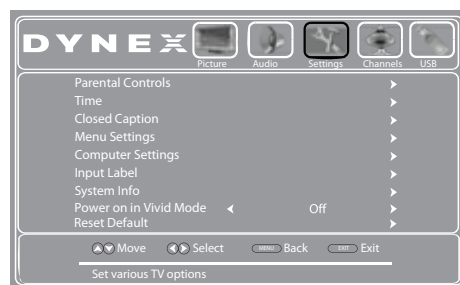 DYNEX
Picture Audio Settings Channels USB
Parental Controls
Time
Closed Caption
Menu Settings
Computer Settings
Input Label
System Info
Power on in Vivid Mode Off
Reset Default
Move Select MENU Back EXIT Exit
Set various TV options